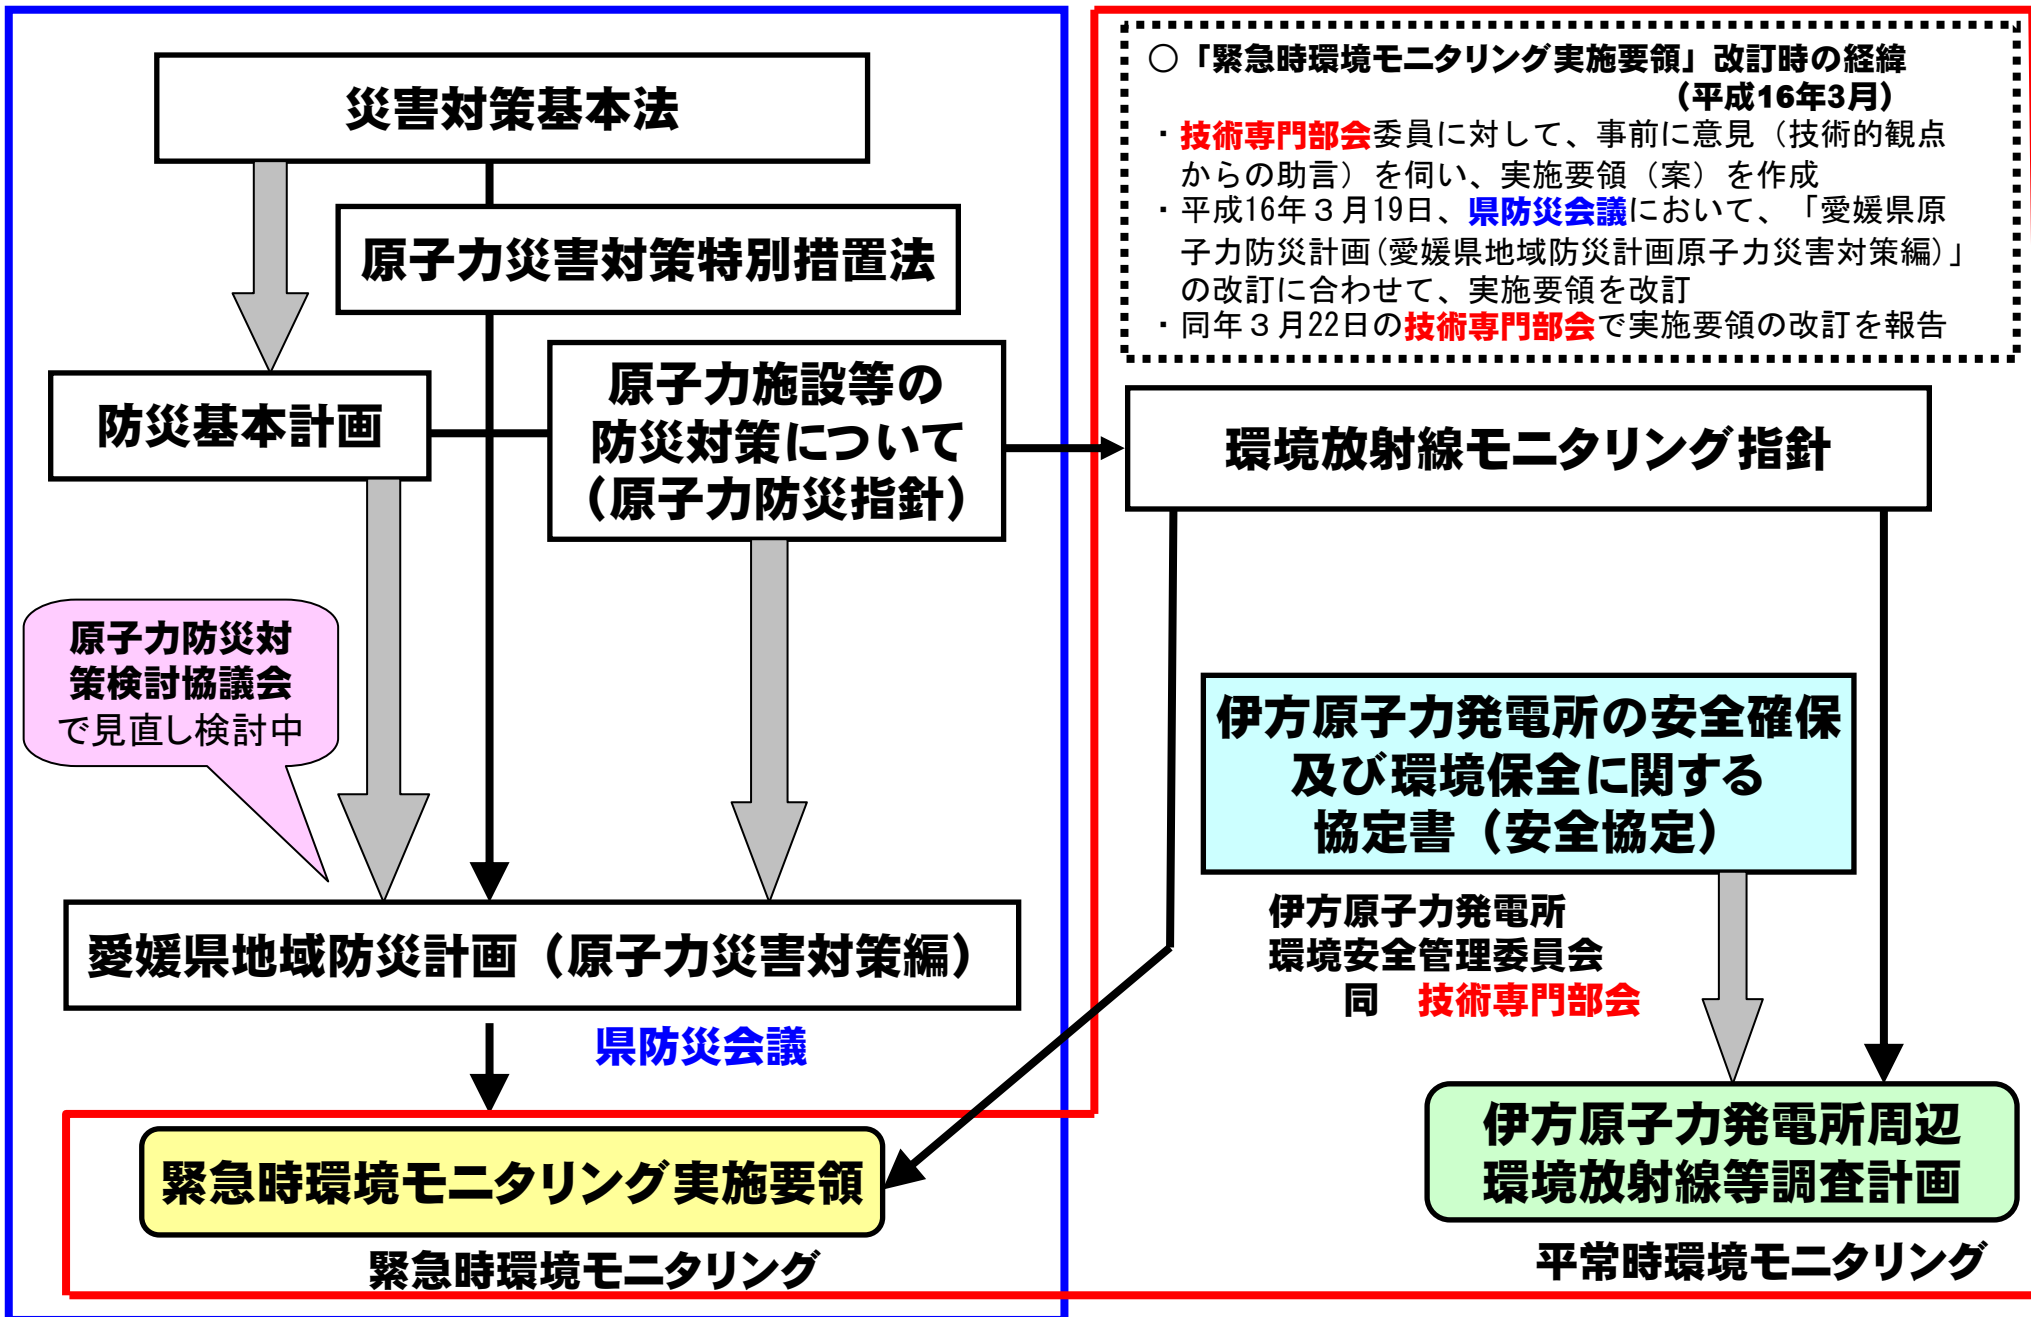 災害対策基本法
原子力災害対策特別措置法
防災基本計画
原子力施設等の
防災対策について
（原子力防災指針）
原子力防災対
策検討協議会
で見直し検討中
愛媛県地域防災計画（原子力災害対策編）
県防災会議
緊急時環境モニタリング実施要領
緊急時環境モニタリング
○「緊急時環境モニタリング実施要領」改訂時の経緯
（平成16年3月）
・技術専門部会委員に対して、事前に意見（技術的観点
からの助言）を伺い、実施要領（案）を作成
・平成16年３月19日、県防災会議において、「愛媛県原
子力防災計画(愛媛県地域防災計画原子力災害対策編)」
の改訂に合わせて、実施要領を改訂
・同年３月22日の技術専門部会で実施要領の改訂を報告
環境放射線モニタリング指針
伊方原子力発電所の安全確保
及び環境保全に関する
協定書（安全協定）
伊方原子力発電所
環境安全管理委員会
同　技術専門部会
伊方原子力発電所周辺
環境放射線等調査計画
平常時環境モニタリング